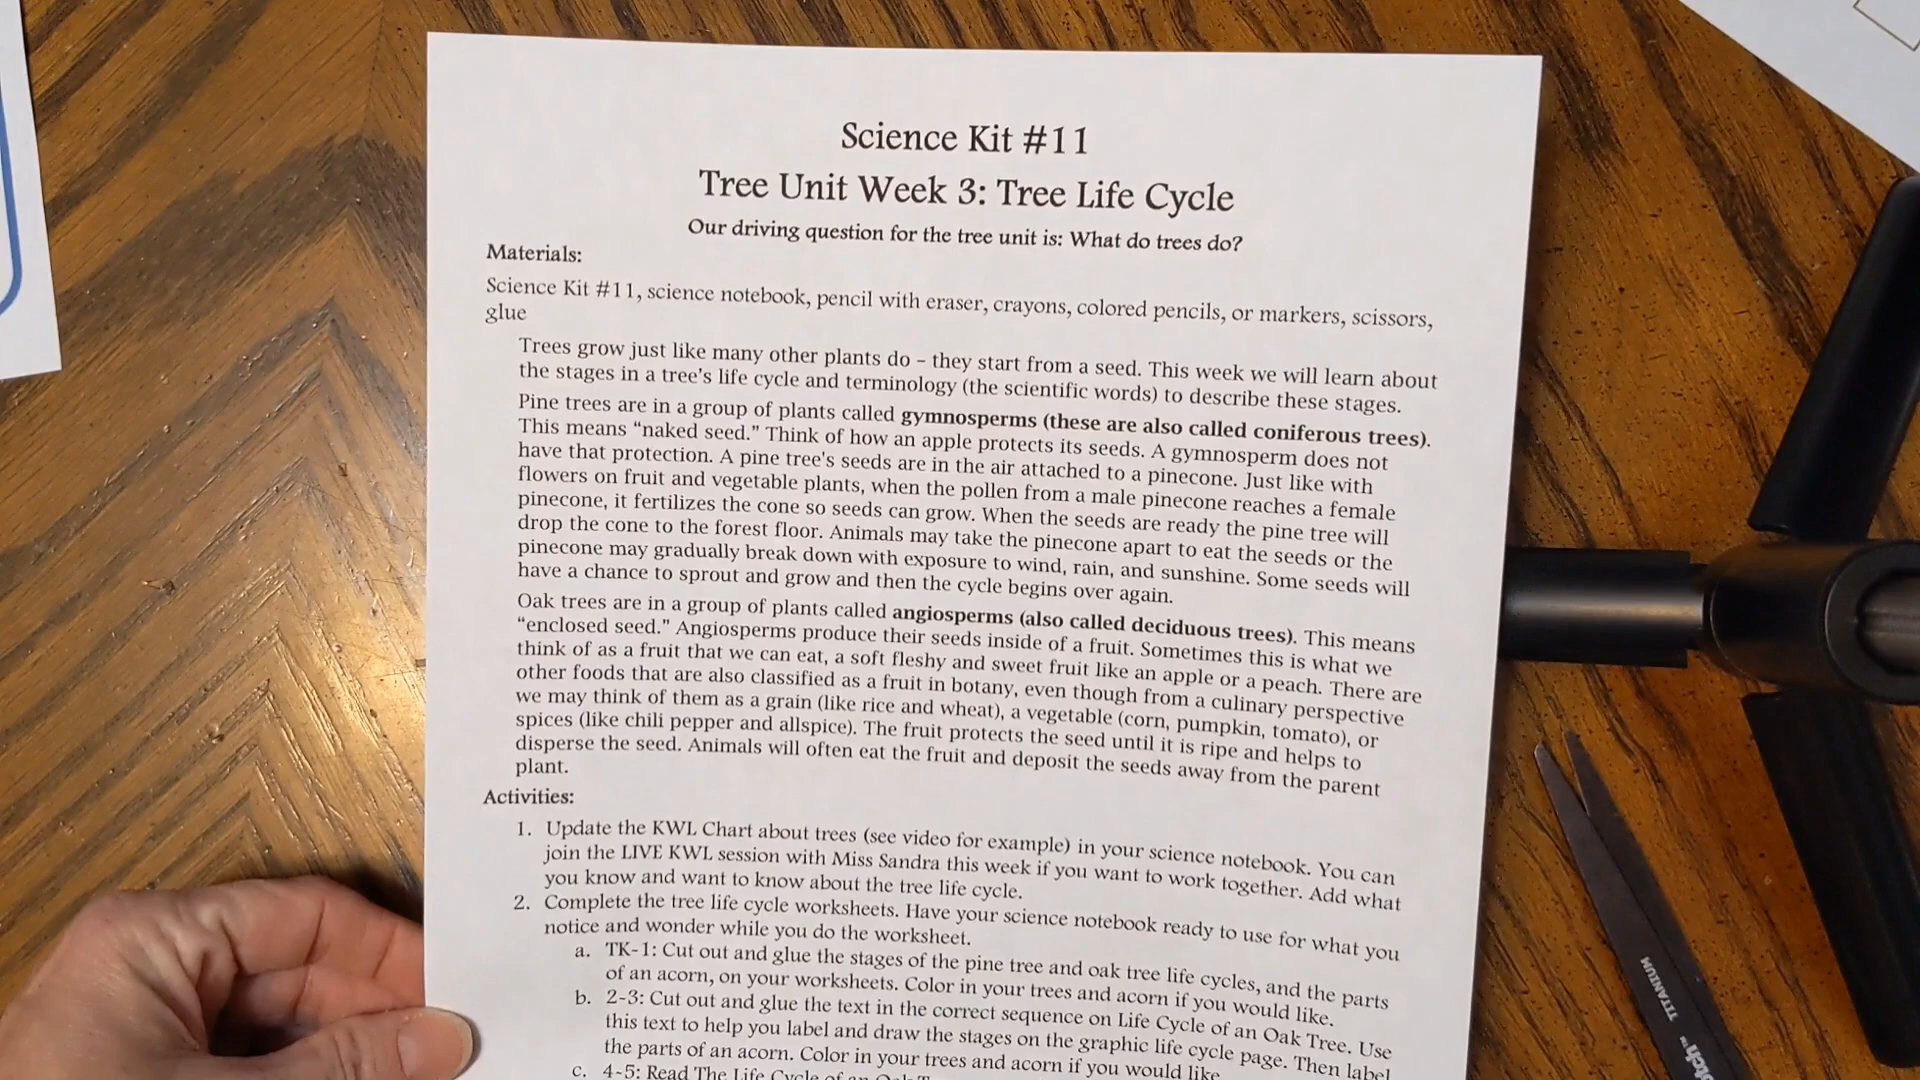 Science Kit #11
Tree Unit Week 3: Tree Life Cycle
Our driving question for the tree unit is: What do trees do?
Materials:
Science Kit #11, science notebook, pencil with eraser, crayons, colored pencils, or markers, scissors,
glue
Trees grow just like many other plants do – they start from a seed. This week we will learn about
the stages in a tree's life cycle and terminology (the scientific words) to describe these stages.
Pine trees are in a group of plants called gymnosperms (these are also called coniferous trees).
This means "naked seed." Think of how an apple protects its seeds. A gymnosperm does not
have that protection. A pine tree's seeds are in the air attached to a pinecone. Just like with
flowers on fruit and vegetable plants, when the pollen from a male pinecone reaches a female
pinecone, it fertilizes the cone so seeds can grow. When the seeds are ready the pine tree will
drop the cone to the forest floor. Animals may take the pinecone apart to eat the seeds or the
pinecone may gradually break down with exposure to wind, rain, and sunshine. Some seeds will
have a chance to sprout and grow and then the cycle begins over again.
Oak trees are in a group of plants called angiosperms (also called deciduous trees). This means
"enclosed seed." Angiosperms produce their seeds inside of a fruit. Sometimes this is what we
think of as a fruit that we can eat, a soft fleshy and sweet fruit like an apple or a peach. There are
other foods that are also classified as a fruit in botany, even though from a culinary perspective
we may think of them as a grain (like rice and wheat), a vegetable (corn, pumpkin, tomato), or
spices (like chili pepper and allspice). The fruit protects the seed until it is ripe and helps to
disperse the seed. Animals will often eat the fruit and deposit the seeds away from the parent
plant.
Activities:
1. Update the KWL Chart about trees (see video for example) in your science notebook. You can
join the LIVE KWL session with Miss Sandra this week if you want to work together. Add what
you know and want to know about the tree life cycle.
2. Complete the tree life cycle worksheets. Have your science notebook ready to use for what you
notice and wonder while you do the worksheet.
a. TK-1: Cut out and glue the stages of the pine tree and oak tree life cycles, and the parts
of an acorn, on your worksheets. Color in your trees and acorn if you would like.
b. 2-3: Cut out and glue the text in the correct sequence on Life Cycle of an Oak Tree. Use
this text to help you label and draw the stages on the graphic life cycle page. Then label
the parts of an acorn. Color in your trees and acorn if you would like
c. 4-5: Read The Life Cycle of an Oak
TITANIUM